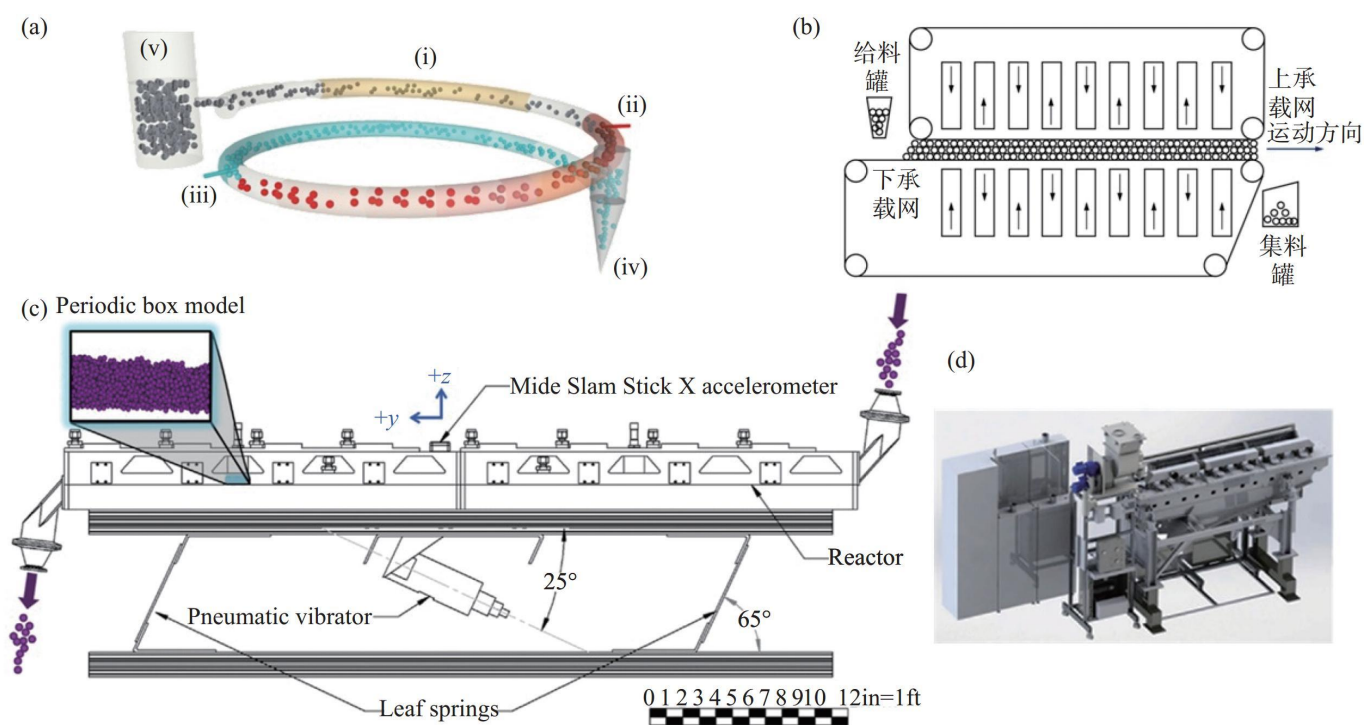 (a)
(v)
(i)
(ii)
(iii)
(iv)
(b)
给料
罐
上承
载网
运动方向
下承
载网
集料
罐
(c)
Periodic box model
+z
+y
Mide Slam Stick X accelerometer
Reactor
25°
Pneumatic vibrator
65°
Leaf springs
0 1 2 3 4 5 6 7 8 9 10 12in=1ft
(d)